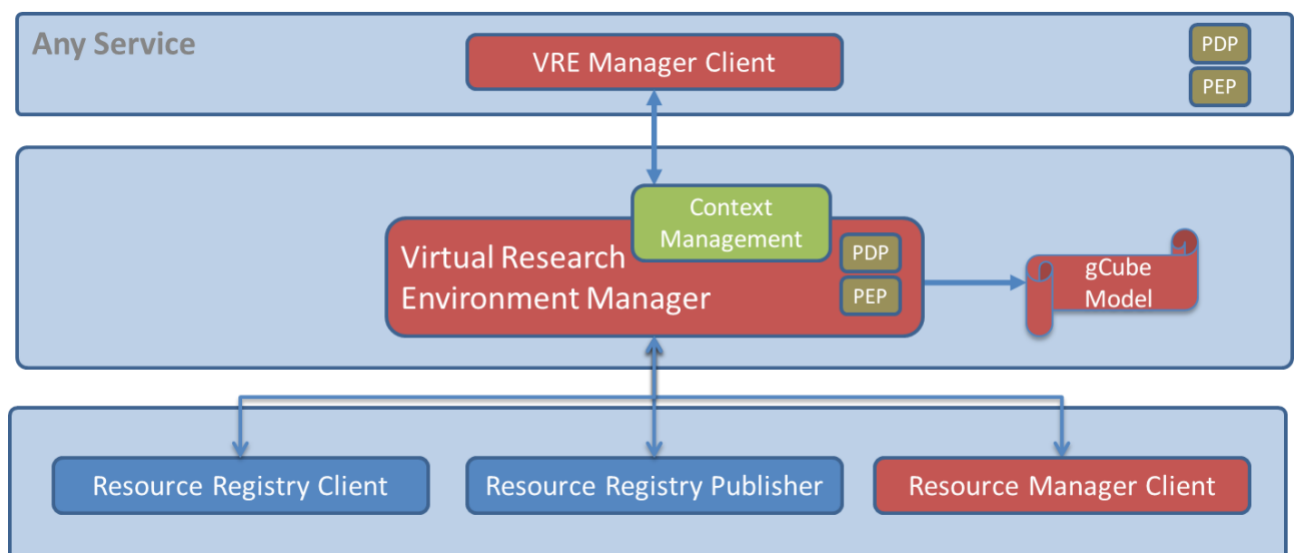 Any Service
VRE Manager Client
PDP
PEP
Context
Management
Virtual Research
Environment Manager
PDP
PEP
gCube
Model
Resource Registry Client
Resource Registry Publisher
Resource Manager Client